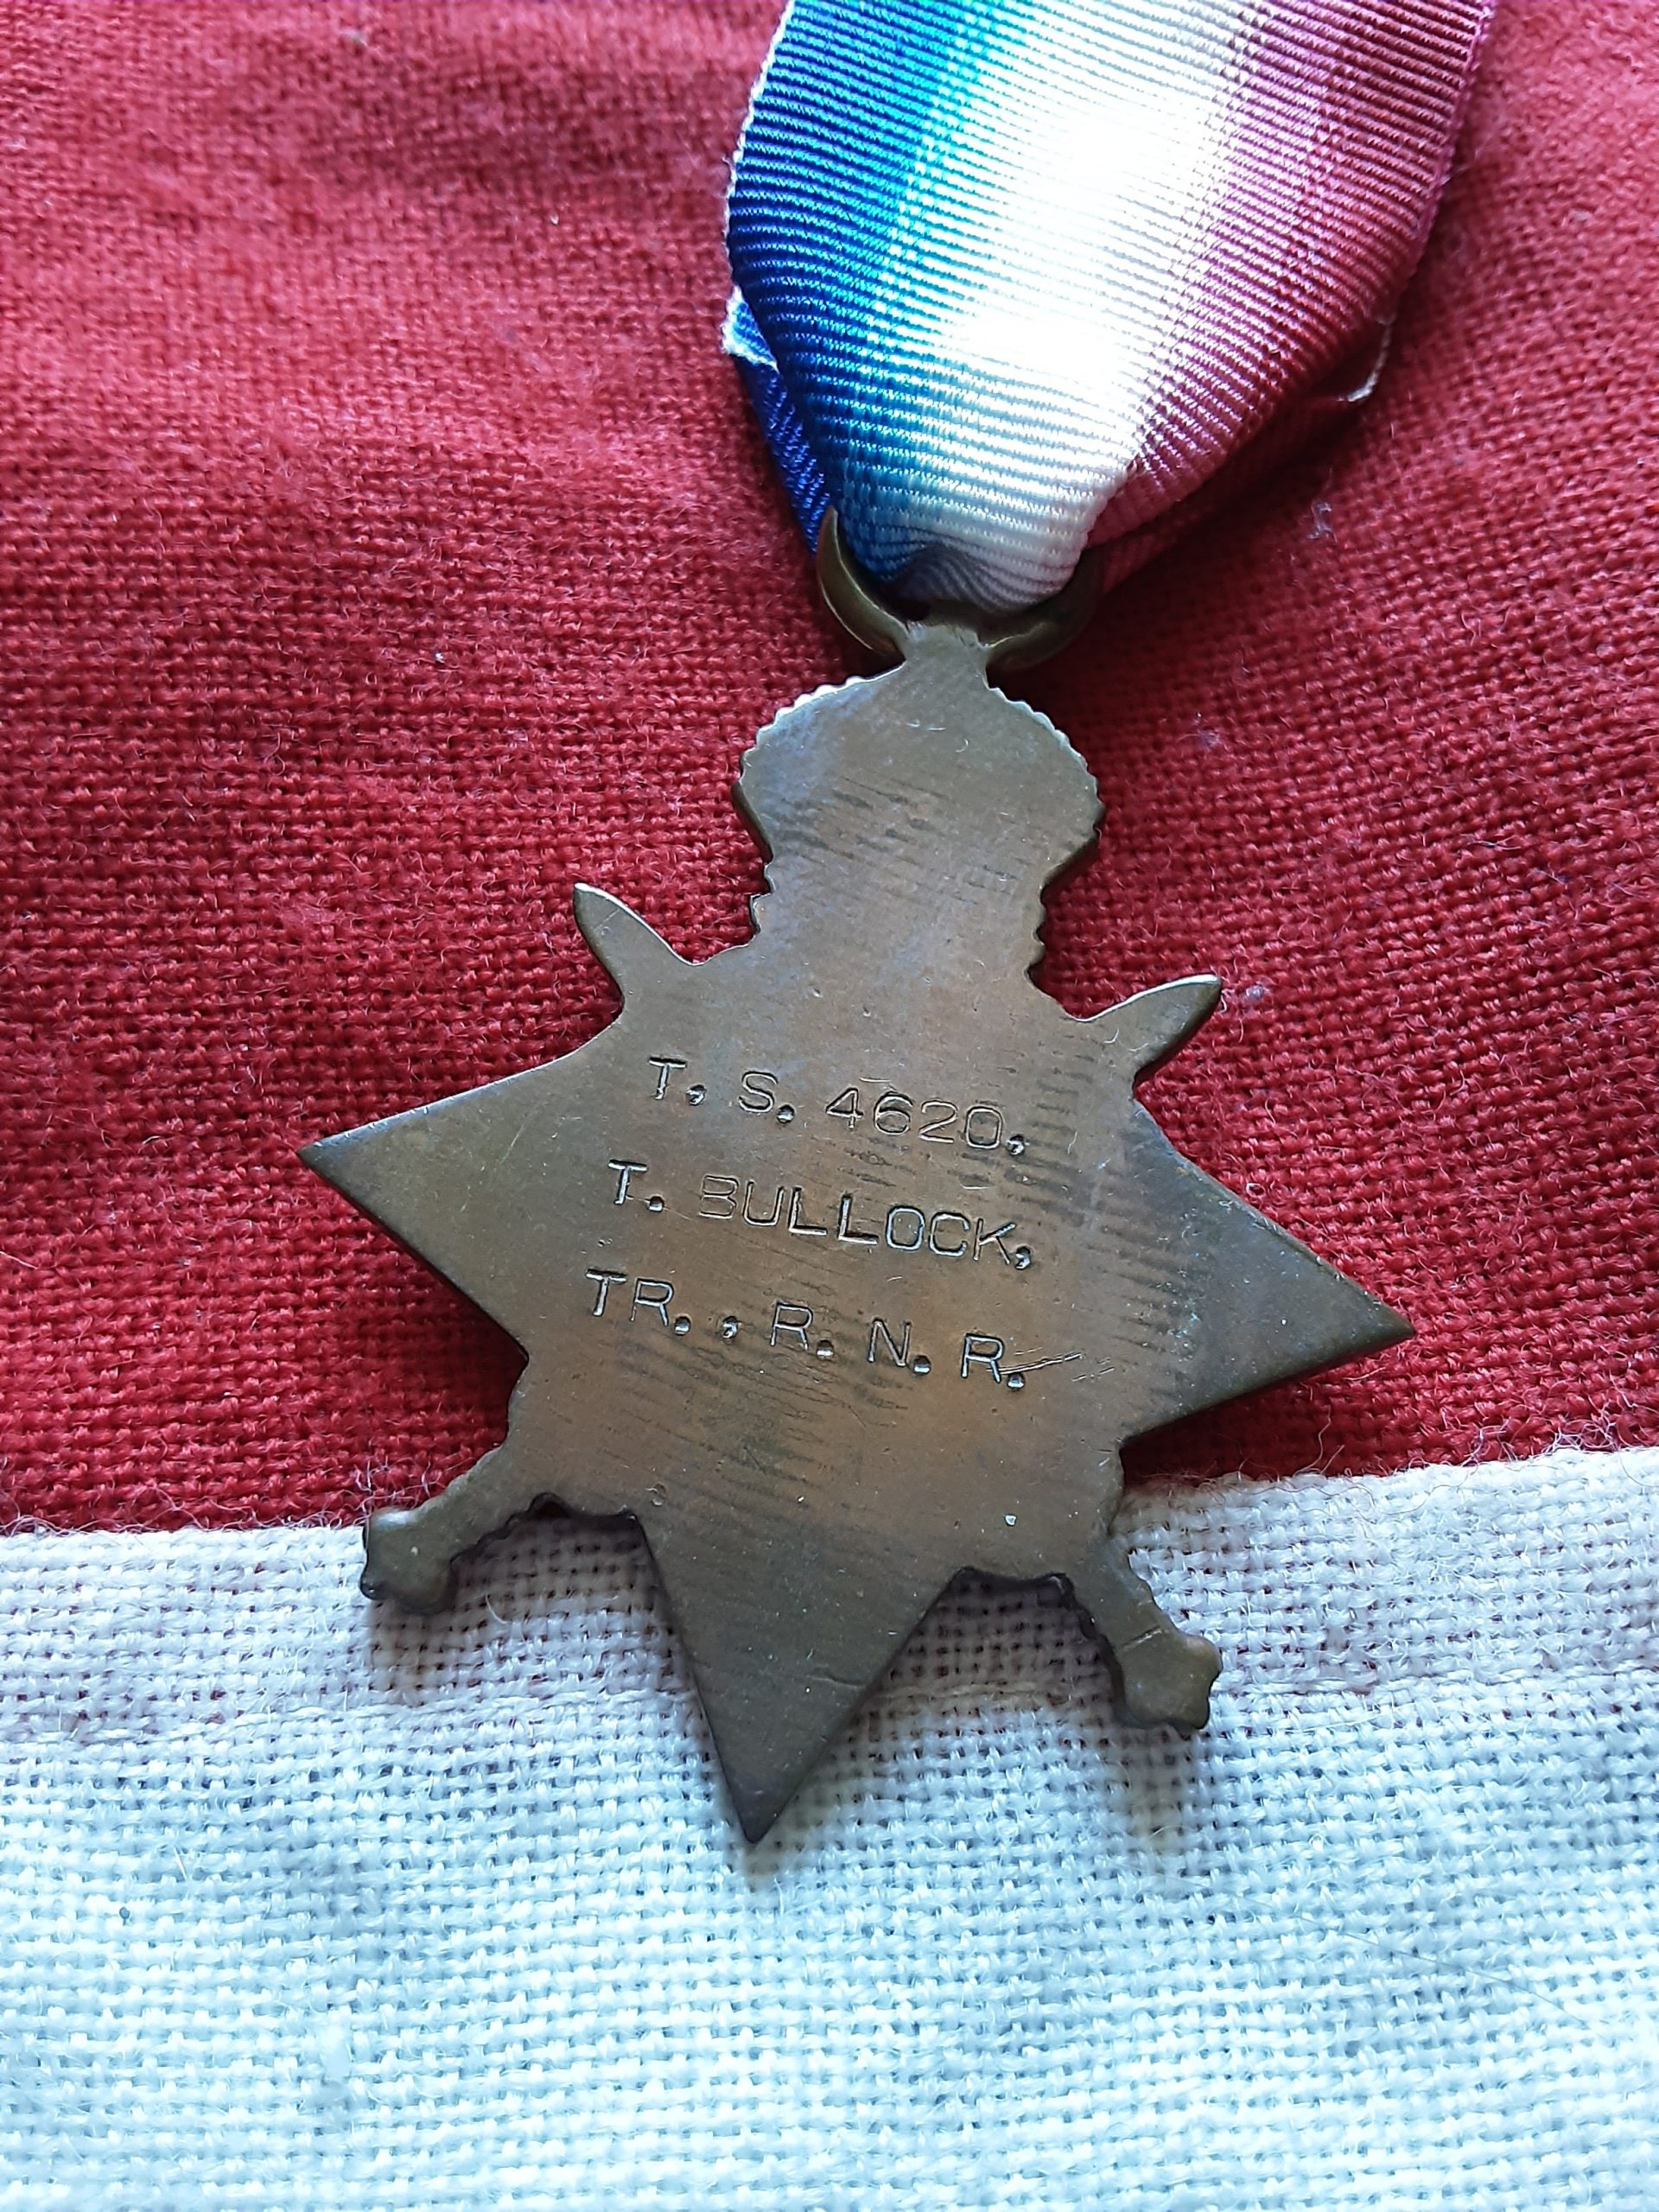 T, S. 4620,
T. BULLOCK,
TR. , R. N. R.